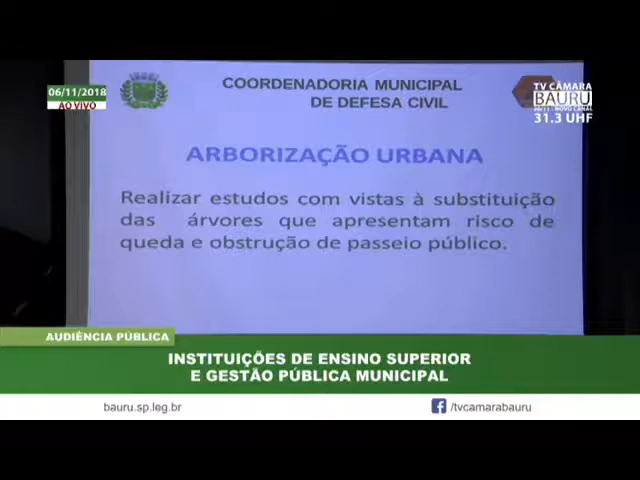 06/11/2018
AO VIVO
COORDENADORIA MUNICIPAL
DE DEFESA CIVIL
TV CÂMARA
BAURU
31.3 UHF
ARBORIZAÇÃO URBANA
Realizar estudos com vistas à substituição
das árvores que apresentam risco de
queda e obstrução de passeio público.
AUDIÊNCIA PÚBLICA
INSTITUIÇÕES DE ENSINO SUPERIOR
E GESTÃO PÚBLICA MUNICIPAL
bauru.sp.leg.br
/tvcamarabauru